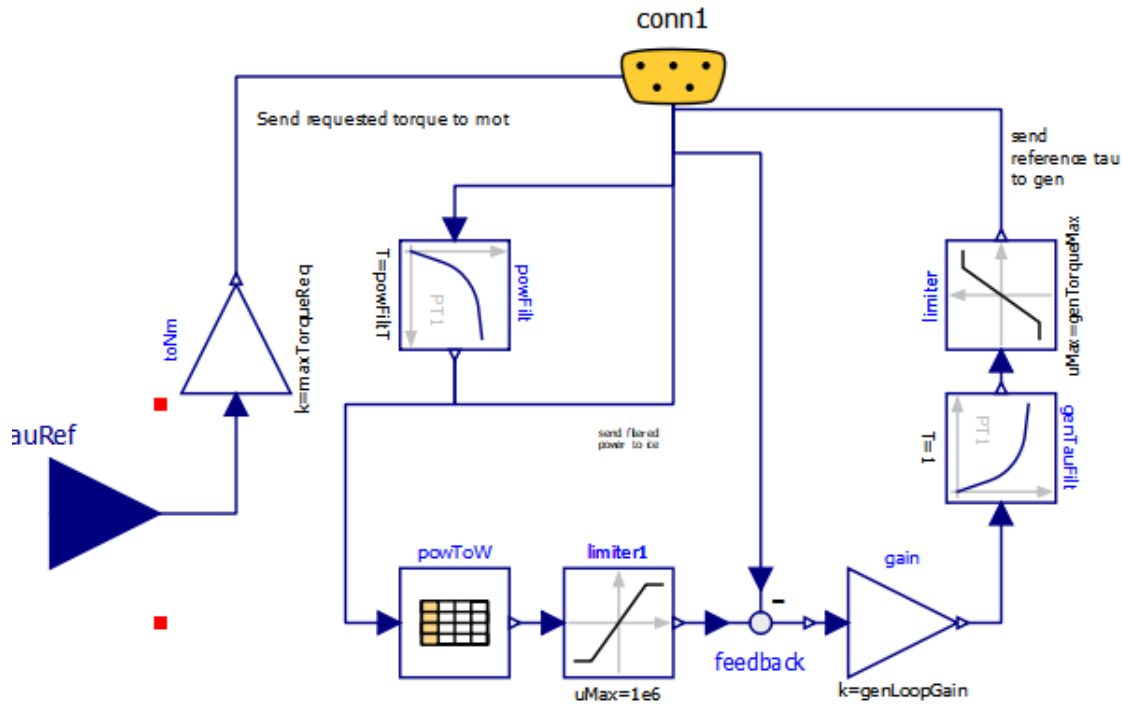 conn1
Send requested torque to mot
send
reference tau
to gen
toNm
k=maxTorqueReq
T=powFiltT
PT1
powFilt
limiter
uMax=genTorqueMax
auRef
send filtered
power to ice
T=1
PT1
genTauFilt
powToW
limiter1
gain
-
feedback
uMax=1e6
k=genLoopGain